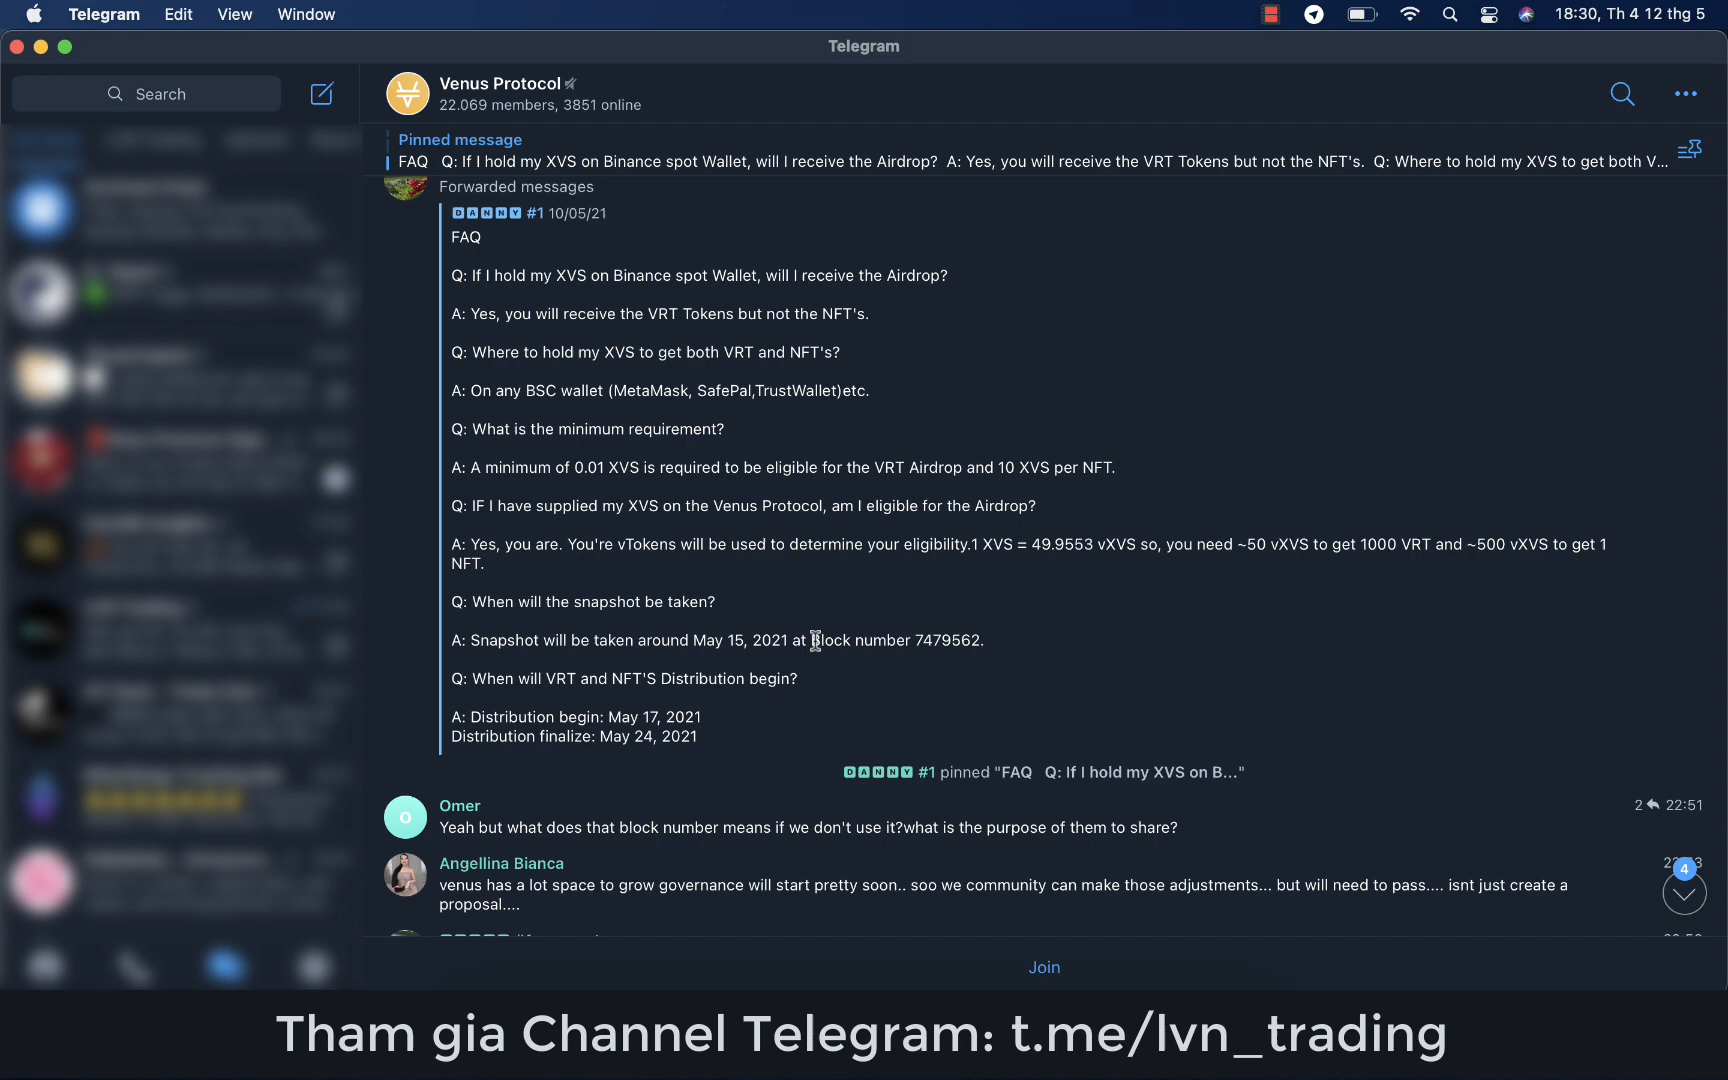 Telegram Edit View Window 18:30, Th 4 12 thg 5
Telegram
Search
Venus Protocol
22.069 members, 3851 online
Pinned message
FAQ Q: If I hold my XVS on Binance spot Wallet, will I receive the Airdrop? A: Yes, you will receive the VRT Tokens but not the NFT's. Q: Where to hold my XVS to get both V...
Forwarded messages
DANNY #1 10/05/21
FAQ
Q: If I hold my XVS on Binance spot Wallet, will I receive the Airdrop?
A: Yes, you will receive the VRT Tokens but not the NFT's.
Q: Where to hold my XVS to get both VRT and NFT's?
A: On any BSC wallet (MetaMask, SafePal,TrustWallet)etc.
Q: What is the minimum requirement?
A: A minimum of 0.01 XVS is required to be eligible for the VRT Airdrop and 10 XVS per NFT.
Q: IF I have supplied my XVS on the Venus Protocol, am I eligible for the Airdrop?
A: Yes, you are. You're vTokens will be used to determine your eligibility.1 XVS = 49.9553 vXVS so, you need ~50 vXVS to get 1000 VRT and ~500 vXVS to get 1
NFT.
Q: When will the snapshot be taken?
A: Snapshot will be taken around May 15, 2021 at Block number 7479562.
Q: When will VRT and NFT'S Distribution begin?
A: Distribution begin: May 17, 2021
Distribution finalize: May 24, 2021
DANNY #1 pinned "FAQ Q: If I hold my XVS on B..."
Omer 2 22:51
O
Yeah but what does that block number means if we don't use it?what is the purpose of them to share?
Angellina Bianca
4
venus has a lot space to grow governance will start pretty soon.. soo we community can make those adjustments... but will need to pass.... isnt just create a
proposal....
Join
Tham gia Channel Telegram: t.me/lvn_trading